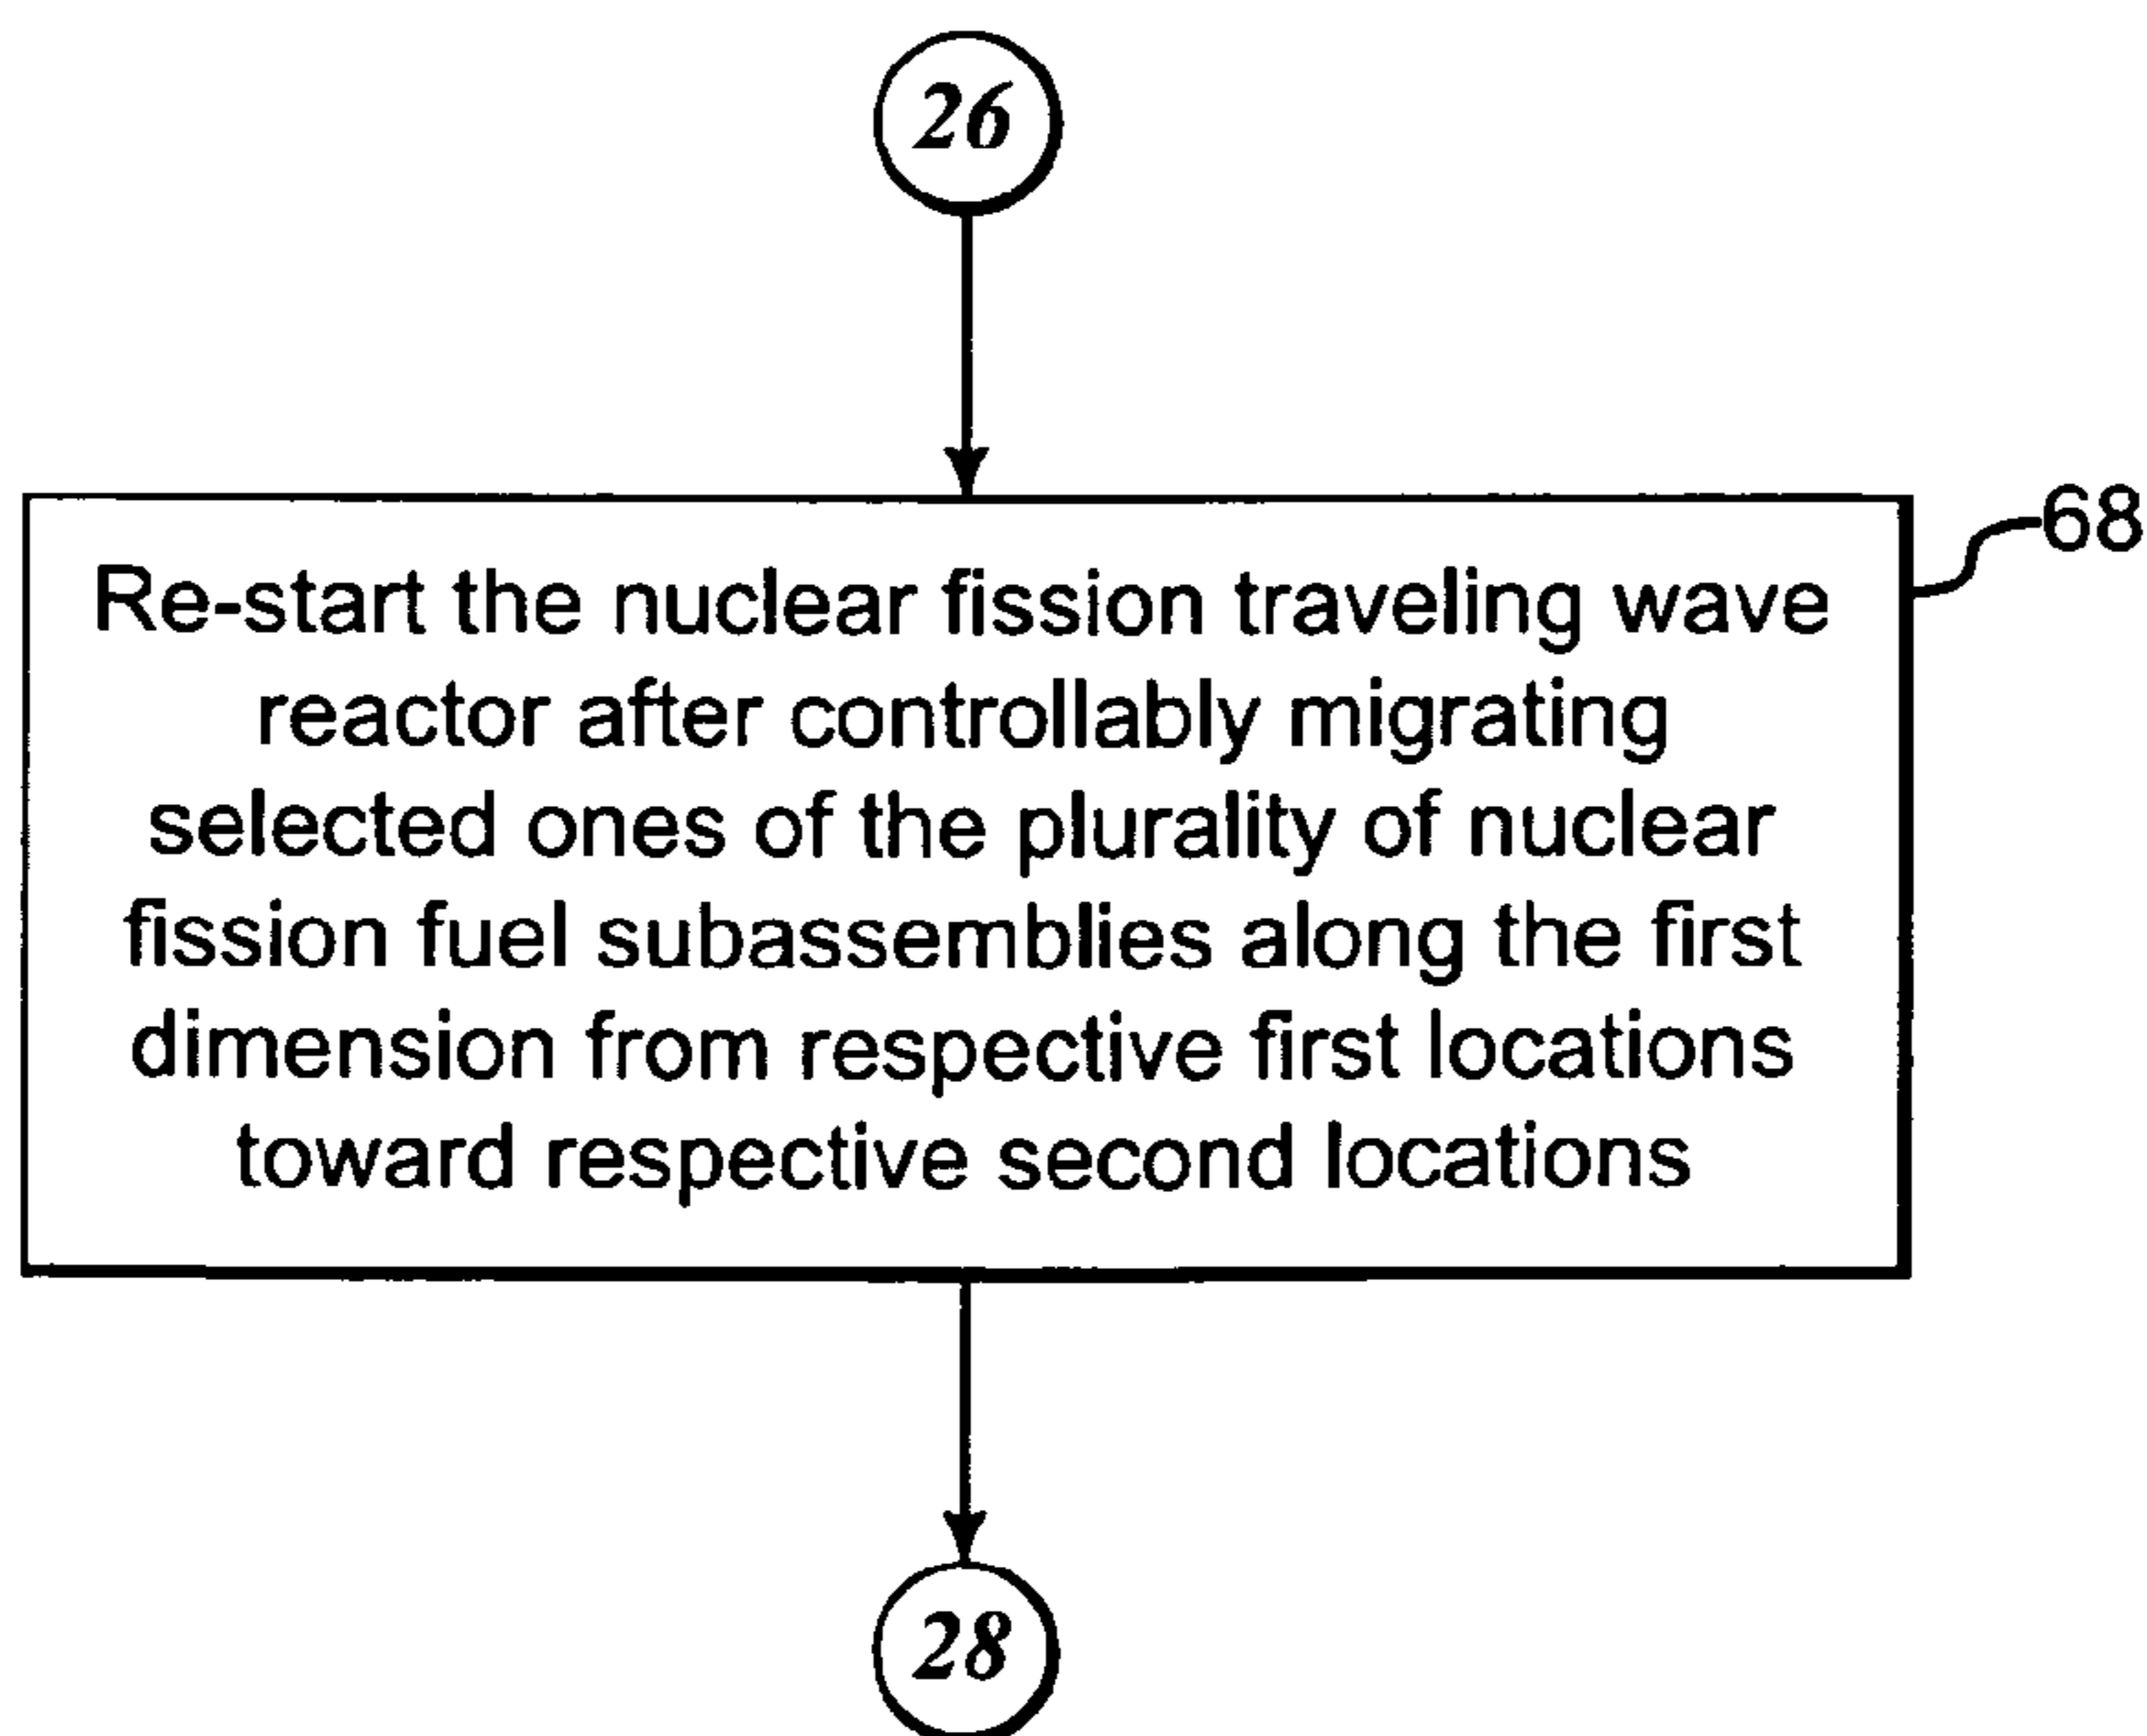 26
68
Re-start the nuclear fission traveling wave
reactor after controllably migrating
selected ones of the plurality of nuclear
fission fuel subassemblies along the first
dimension from respective first locations
toward respective second locations
28